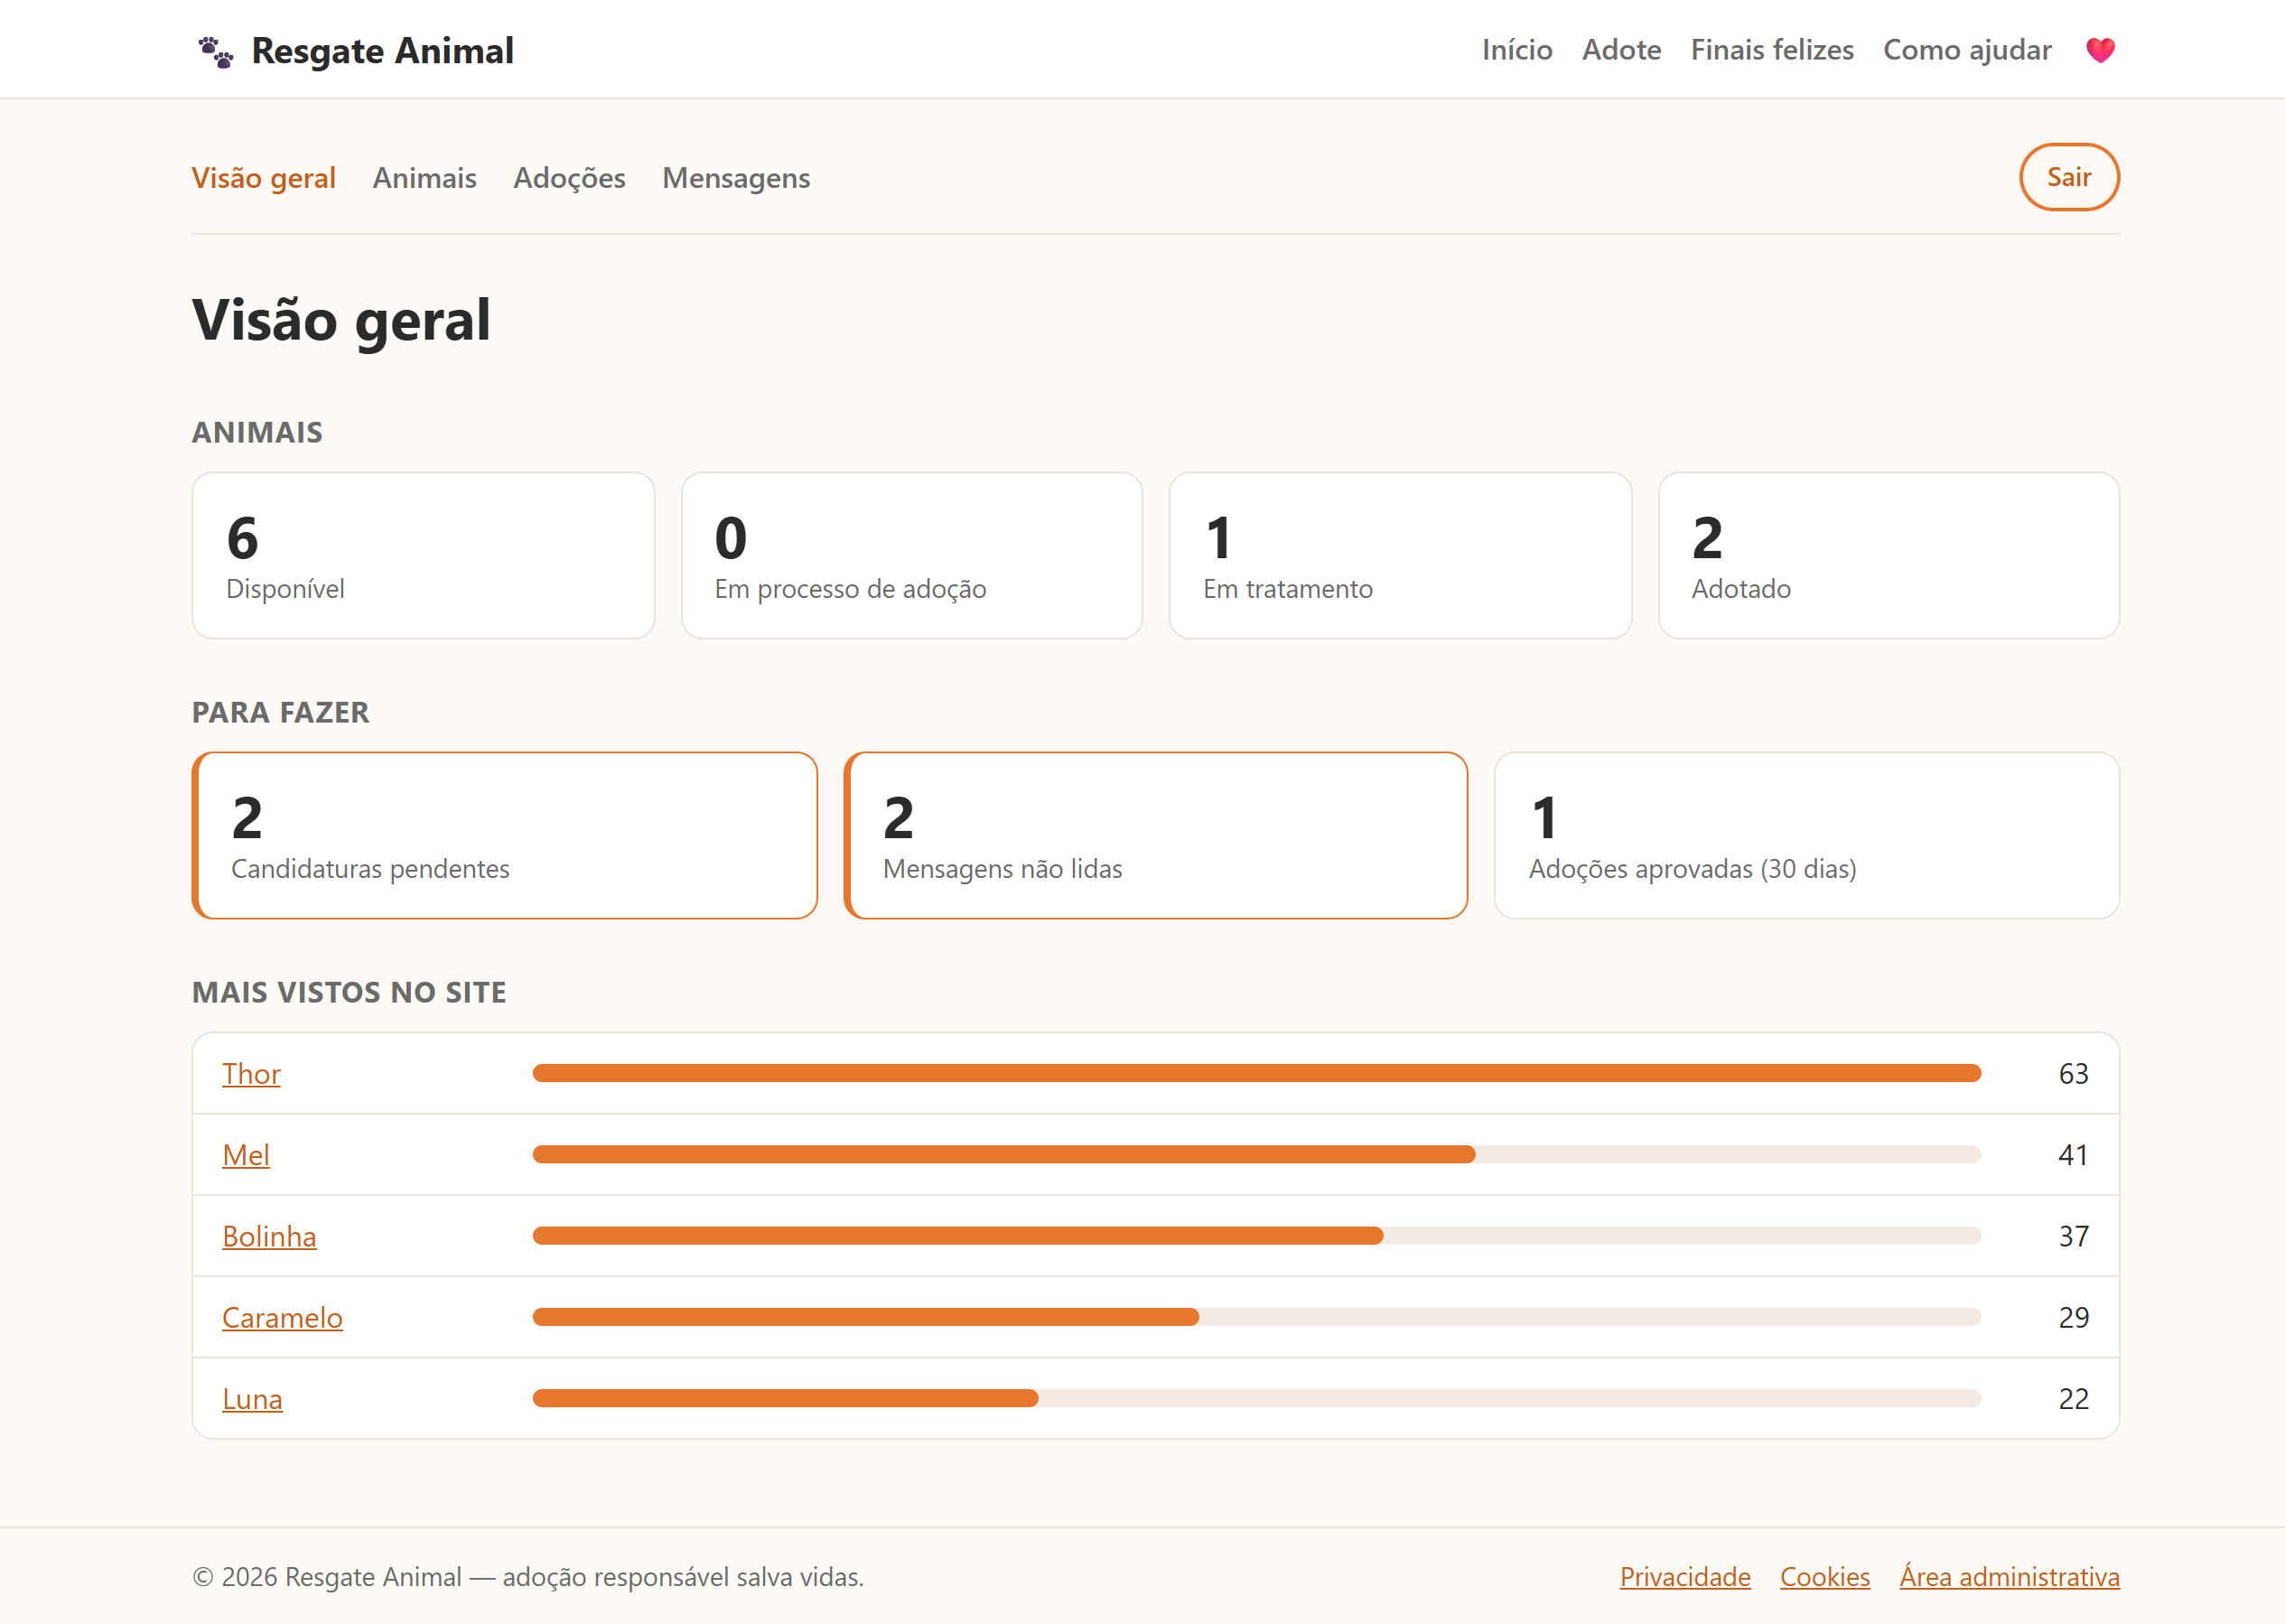 Resgate Animal
Início Adote Finais felizes Como ajudar
Visão geral Animais Adoções Mensagens
Sair
Visão geral
ANIMAIS
6
Disponível
0
Em processo de adoção
1
Em tratamento
2
Adotado
PARA FAZER
2
Candidaturas pendentes
2
Mensagens não lidas
1
Adoções aprovadas (30 dias)
MAIS VISTOS NO SITE
Thor 63
Mel 41
Bolinha 37
Caramelo 29
Luna 22
© 2026 Resgate Animal — adoção responsável salva vidas.
Privacidade Cookies Área administrativa